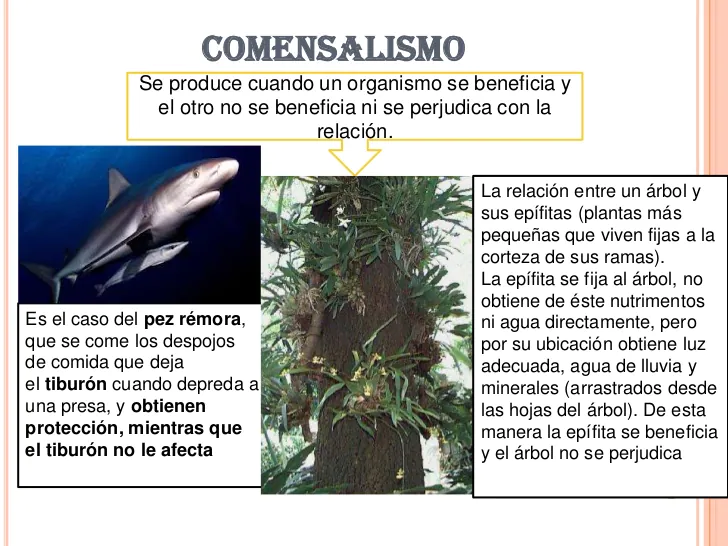 COMENSALISMO
Se produce cuando un organismo se beneficia y
el otro no se beneficia ni se perjudica con la
relación.
Es el caso del pez rémora,
que se come los despojos
de comida que deja
el tiburón cuando depreda a
una presa, y obtienen
protección, mientras que
el tiburón no le afecta
La relación entre un árbol y
sus epífitas (plantas más
pequeñas que viven fijas a la
corteza de sus ramas).
La epífita se fija al árbol, no
obtiene de éste nutrimentos
ni agua directamente, pero
por su ubicación obtiene luz
adecuada, agua de lluvia y
minerales (arrastrados desde
las hojas del árbol). De esta
manera la epífita se beneficia
y el árbol no se perjudica